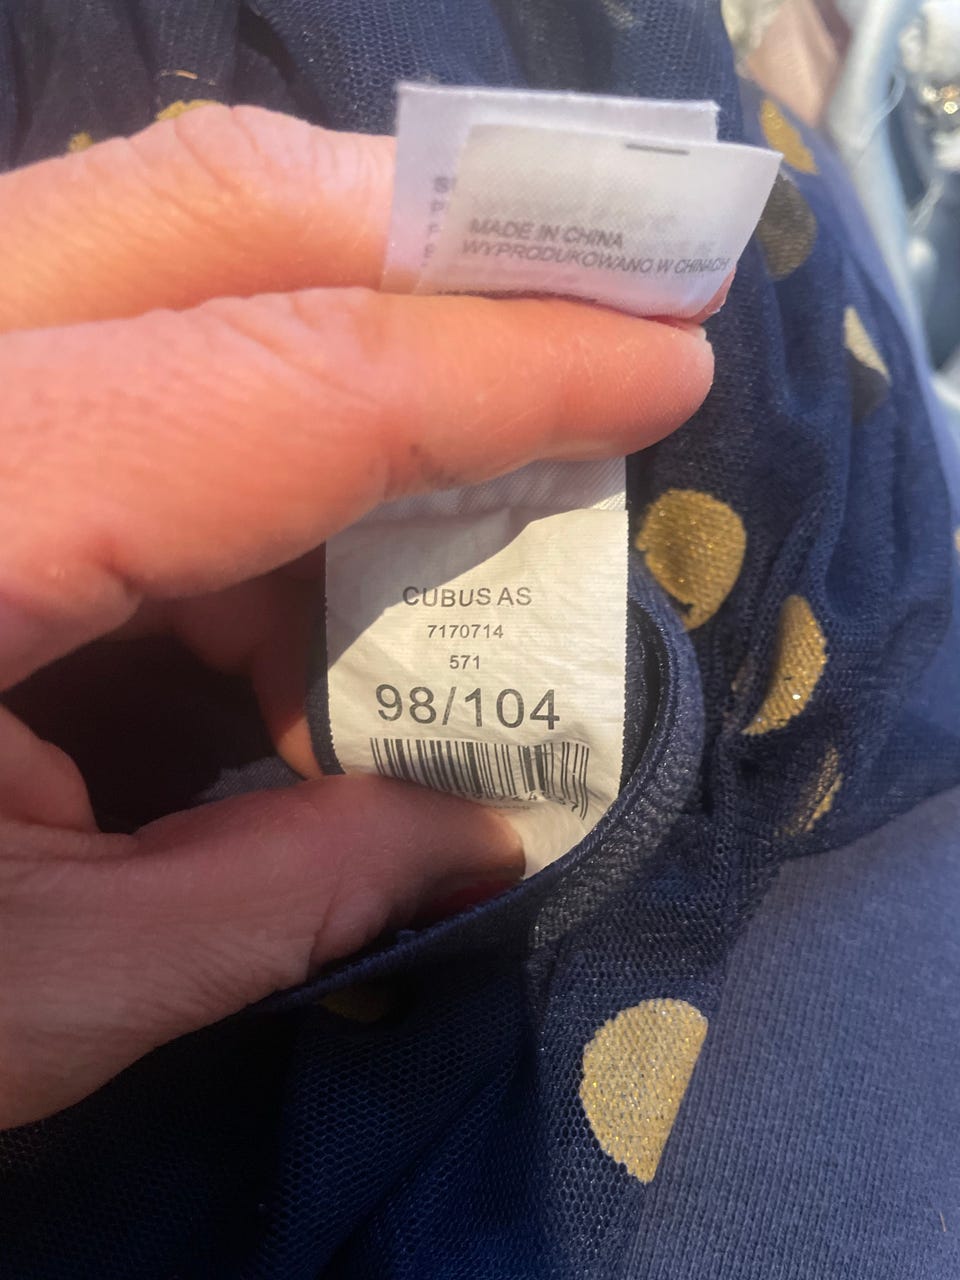 MADE IN CHINA
WYPRODUKOWANO W CHINACH
CUBUS AS
7170714
571
98/104